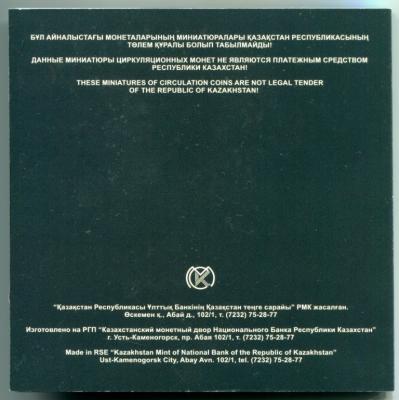 БҰЛ АЙНАЛЫСТАҒЫ МОНЕТАЛАРЫНЫҢ МИНИАТЮРАЛАРЫ ҚАЗАҚСТАН РЕСПУБЛИКАСЫНЫҢ
ТӨЛЕМ ҚҰРАЛЫ БОЛЫП ТАБЫЛМАЙДЫ!
ДАННЫЕ МИНИАТЮРЫ ЦИРКУЛЯЦИОННЫХ МОНЕТ НЕ ЯВЛЯЮТСЯ ПЛАТЕЖНЫМ СРЕДСТВОМ
РЕСПУБЛИКИ КАЗАХСТАН!
THESE MINIATURES OF CIRCULATION COINS ARE NOT LEGAL TENDER
OF THE REPUBLIC OF KAZAKHSTAN!
"Қазақстан Республикасы Ұлттық Банкінің Қазақстан теңге сарайы" РМК жасалған.
Өскемен қ., Абай д., 102/1, т. (7232) 75-28-77
Изготовлено на РГП "Казахстанский монетный двор Национального Банка Республики Казахстан"
г. Усть-Каменогорск, пр. Абая 102/1, т. (7232) 75-28-77
Made in RSE "Kazakhstan Mint of National Bank of the Republic of Kazakhstan"
Ust-Kamenogorsk City, Abay Avn. 102/1, tel. (7232) 75-28-77